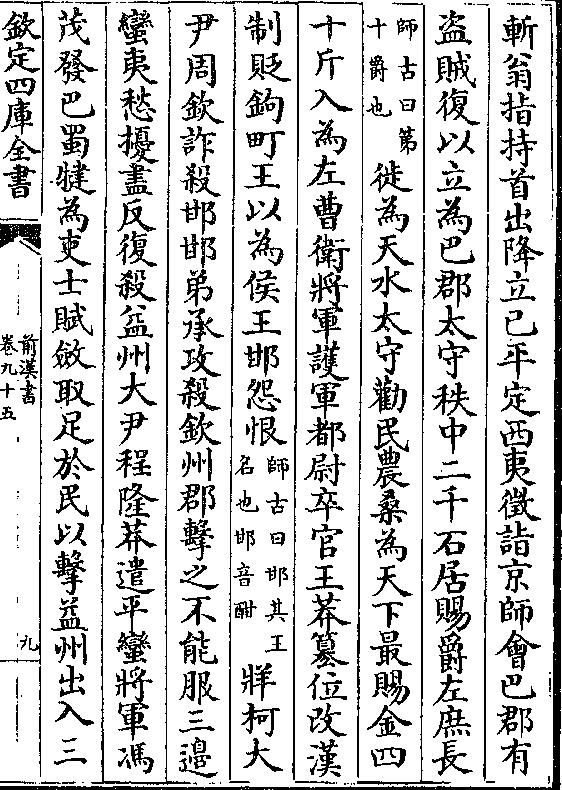 斬翁指持首出降立已平定西夷徵詣京師會巴郡有
盗賊復以立為巴郡太守秩中二千石居賜爵左庶長
師古曰第
十爵也
徙為天水太守勸民農桑為天下最賜金四
十斤入為左曹衛將軍護軍都尉卒官王莽簒位改漢
制貶鉤町王以為侯王邯怨恨
師古曰邯其王
名也邯音酣
牂柯大
尹周欽詐殺邯邯弟承攻殺欽州郡擊之不能服三邉
蠻夷愁擾盡反復殺益州大尹程隆莽遣平蠻將軍馮
茂發巴蜀犍為吏士賦斂取足於民以擊益州出入三
欽定四庫全書
前漢書
卷九十五
九